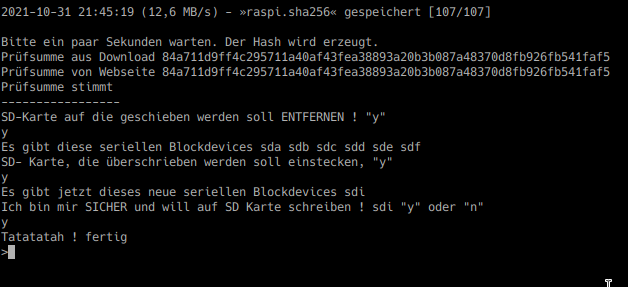 2021-10-31 21:45:19 (12,6 MB/s) - »raspi.sha256« gespeichert [107/107]
Bitte ein paar Sekunden warten. Der Hash wird erzeugt.
Prüfsumme aus Download 84a711d9ff4c295711a40af43fea38893a20b3b087a48370d8fb926fb541faf5
Prüfsumme von Webseite 84a711d9ff4c295711a40af43fea38893a20b3b087a48370d8fb926fb541faf5
Prüfsumme stimmt
-----------------
SD-Karte auf die geschieben werden soll ENTFERNEN ! "y"
y
Es gibt diese seriellen Blockdevices sda sdb sdc sdd sde sdf
SD- Karte, die überschrieben werden soll einstecken, "y"
y
Es gibt jetzt dieses neue seriellen Blockdevices sdi
Ich bin mir SICHER und will auf SD Karte schreiben ! sdi "y" oder "n"
y
Tatatatah ! fertig
>